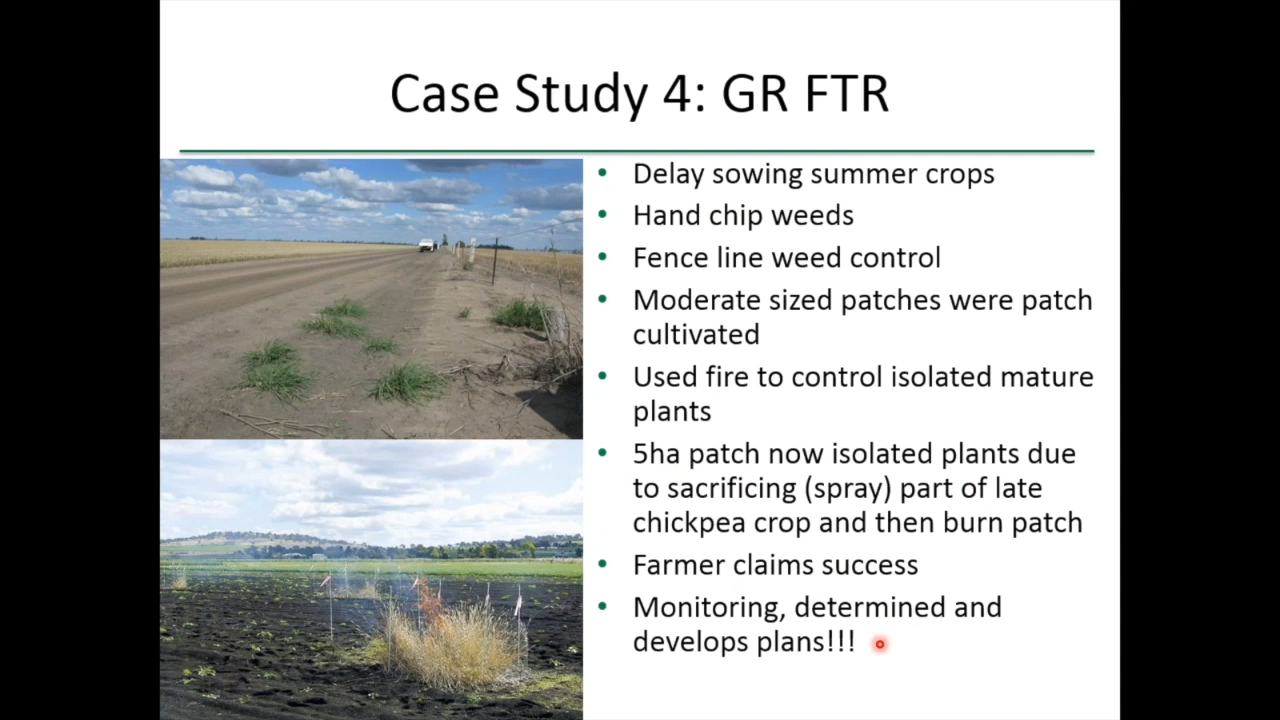 Case Study 4: GR FTR
• Delay sowing summer crops
• Hand chip weeds
• Fence line weed control
• Moderate sized patches were patch
cultivated
• Used fire to control isolated mature
plants
• 5ha patch now isolated plants due
to sacrificing (spray) part of late
chickpea crop and then burn patch
• Farmer claims success
• Monitoring, determined and
develops plans!!!